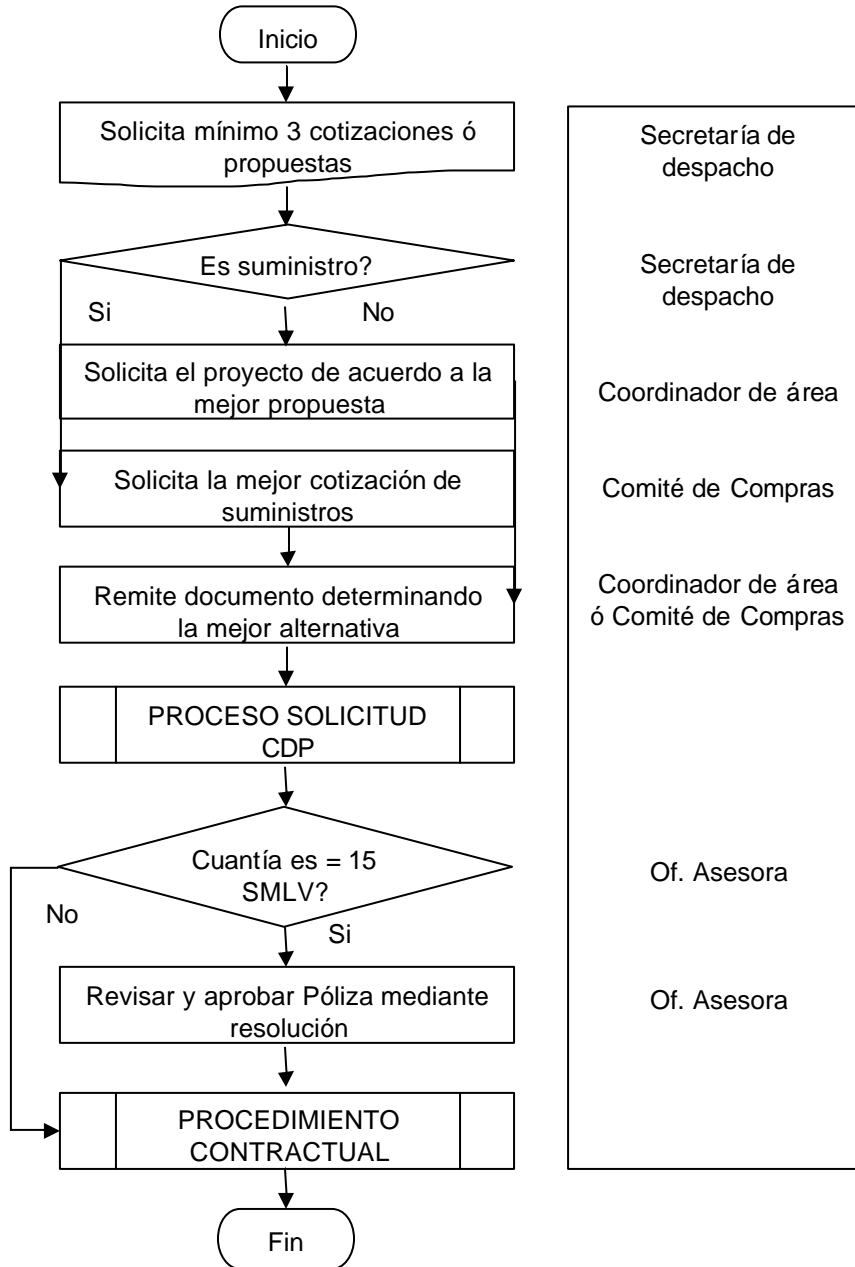 Inicio
Solicita mínimo 3 cotizaciones ó
propuestas
Secretaría de
despacho
Es suministro?
Secretaría de
despacho
Si
No
Solicita el proyecto de acuerdo a la
mejor propuesta
Coordinador de área
Solicita la mejor cotización de
suministros
Comité de Compras
Remite documento determinando
la mejor alternativa
Coordinador de área
ó Comité de Compras
PROCESO SOLICITUD
CDP
Cuantía es = 15
SMLV?
Of. Asesora
No
Si
Revisar y aprobar Póliza mediante
resolución
Of. Asesora
PROCEDIMIENTO
CONTRACTUAL
Fin